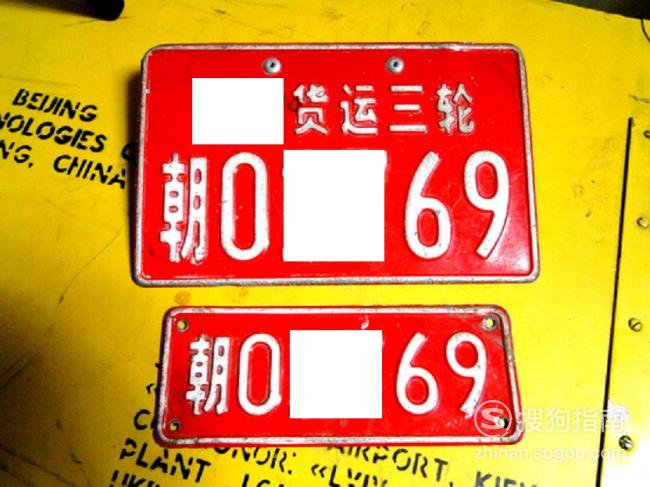 BEIJING
NOLOGIES
NG, CHINA
货运三轮
朝0 69
朝0 69
搜狗指南
zhinan.sogou.com
PLANT